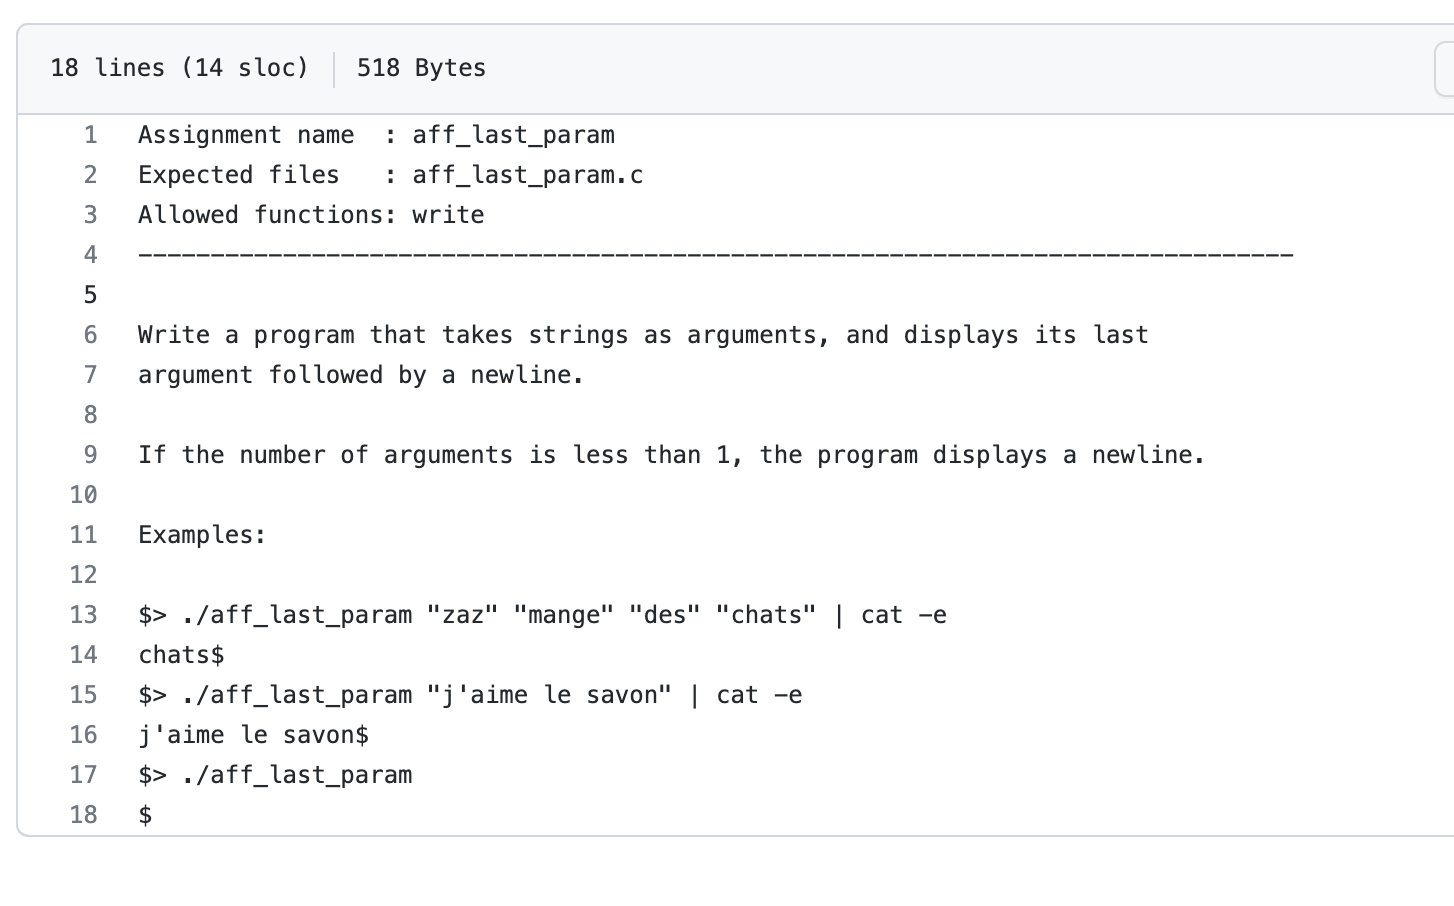 18 lines (14 sloc) 518 Bytes
1 Assignment name  : aff_last_param
2 Expected files   : aff_last_param.c
3 Allowed functions: write
4 --------------------------------------------------------------------------------
5
6 Write a program that takes strings as arguments, and displays its last
7 argument followed by a newline.
8
9 If the number of arguments is less than 1, the program displays a newline.
10
11 Examples:
12
13 $> ./aff_last_param "zaz" "mange" "des" "chats" | cat -e
14 chats$
15 $> ./aff_last_param "j'aime le savon" | cat -e
16 j'aime le savon$
17 $> ./aff_last_param
18 $